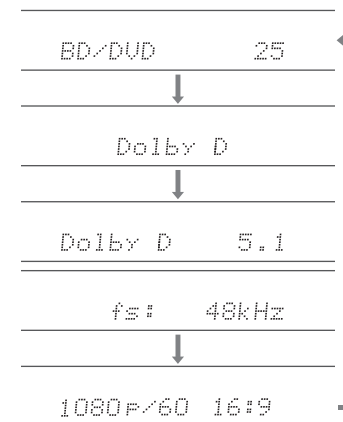 BD/DVD 25
Dolby D
Dolby D 5.1
fs: 48kHz
1080p/60 16:9